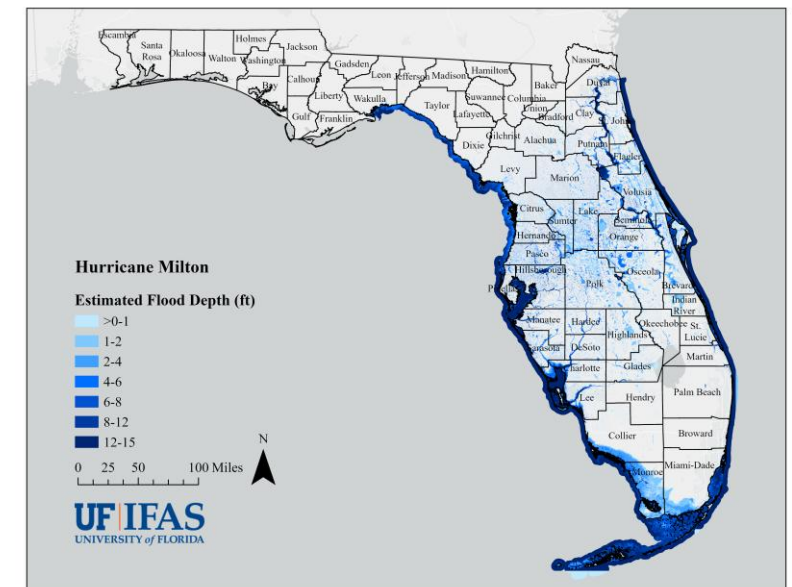 Escambia
Santa
Rosa
Okaloosa
Walton
Holmes
Washington
Jackson
Bay
Calhoun
Gulf
Liberty
Franklin
Gadsden
Leon
Wakulla
Jefferson
Madison
Taylor
Hamilton
Suwannee
Lafayette
Dixie
Columbia
Gilchrist
Baker
Union
Bradford
Alachua
Levy
Nassau
Duval
Clay
St. Johns
Putnam
Flagler
Marion
Volusia
Citrus
Sumter
Lake
Seminole
Hernando
Orange
Pasco
Hillsborough
Polk
Osceola
Brevard
Indian
River
Manatee
Hardee
Highlands
Okeechobee
St.
Lucie
Sarasota
DeSoto
Martin
Charlotte
Glades
Lee
Hendry
Palm Beach
Collier
Broward
Monroe
Miami-Dade
Hurricane Milton
Estimated Flood Depth (ft)
>0-1
1-2
2-4
4-6
6-8
8-12
12-15
N
0 25 50 100 Miles
UF|IFAS
UNIVERSITY of FLORIDA